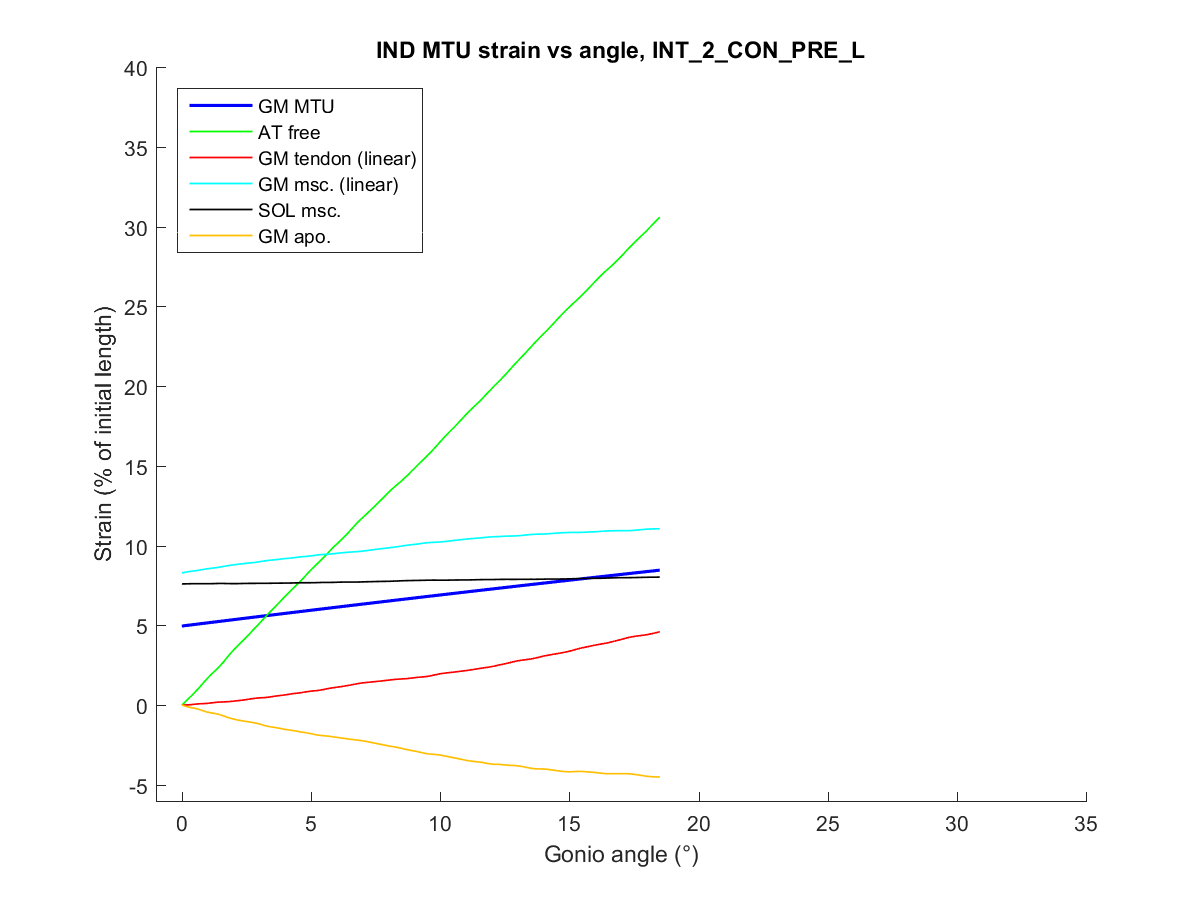 IND MTU strain vs angle, INT_2_CON_PRE_L
40
35
30
25
20
15
10
5
0
-5
Strain (% of initial length)
GM MTU
AT free
GM tendon (linear)
GM msc. (linear)
SOL msc.
GM apo.
0 5 10 15 20 25 30 35
Gonio angle (°)